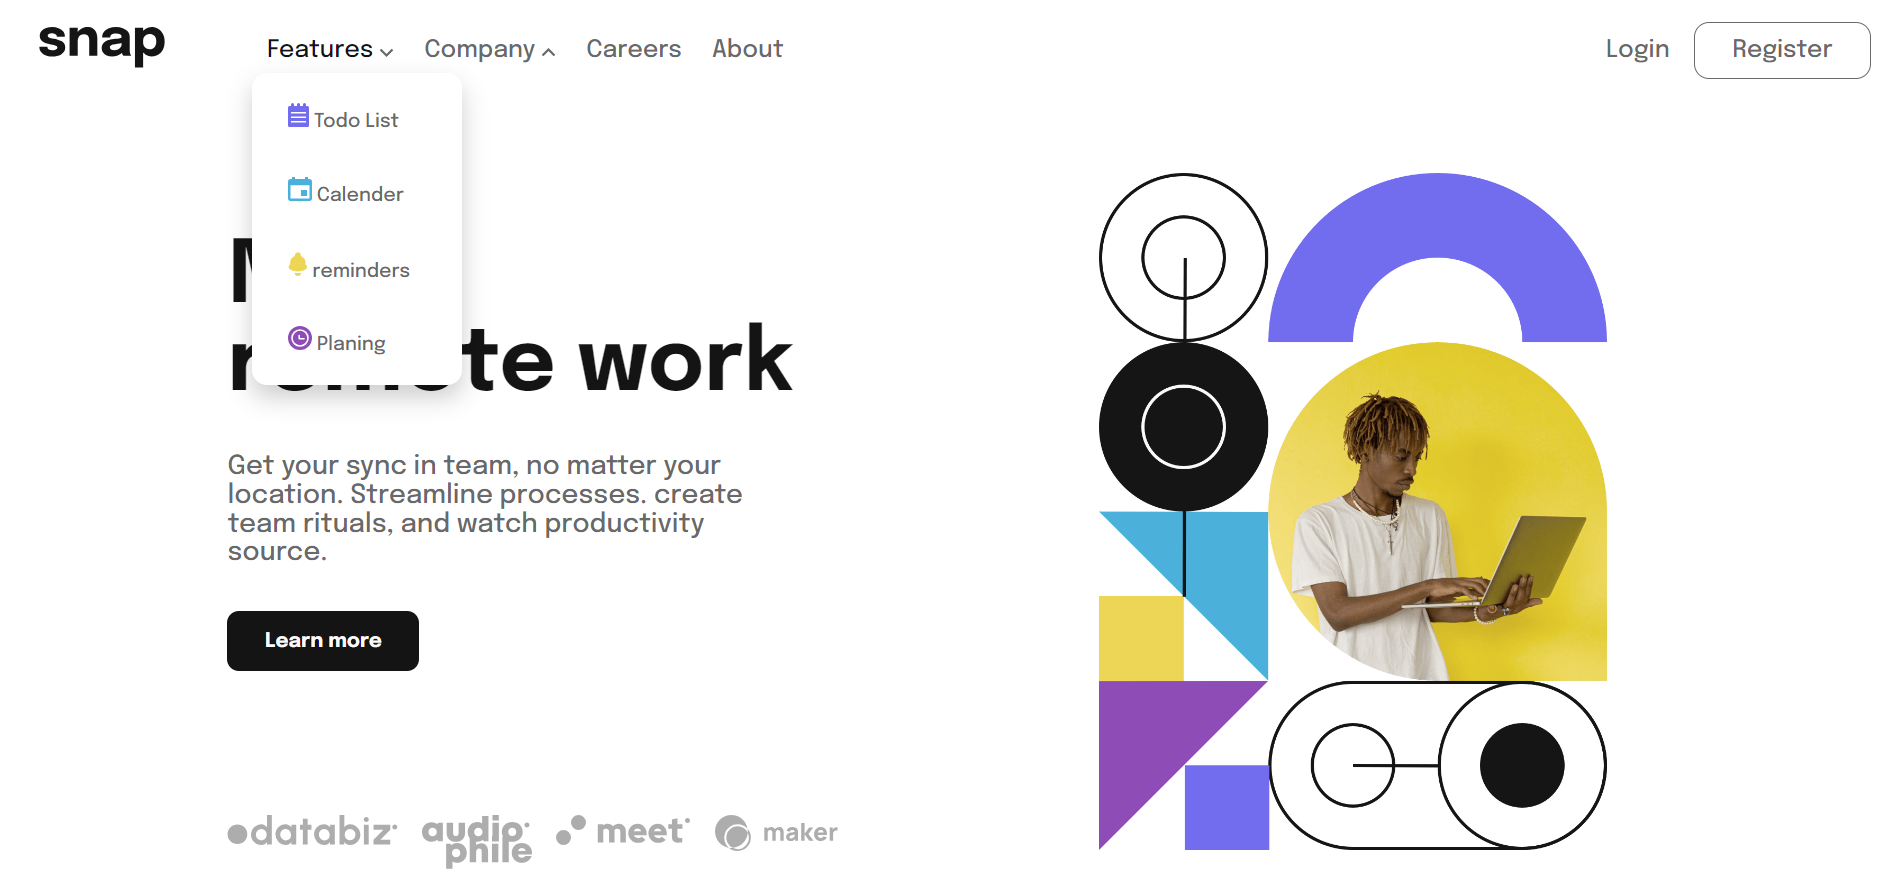 snap
Features Company Careers About Login Register
Todo List
Calender
reminders
Planing
te work
Get your sync in team, no matter your
location. Streamline processes. create
team rituals, and watch productivity
source.
Learn more
databiz audiophile meet maker